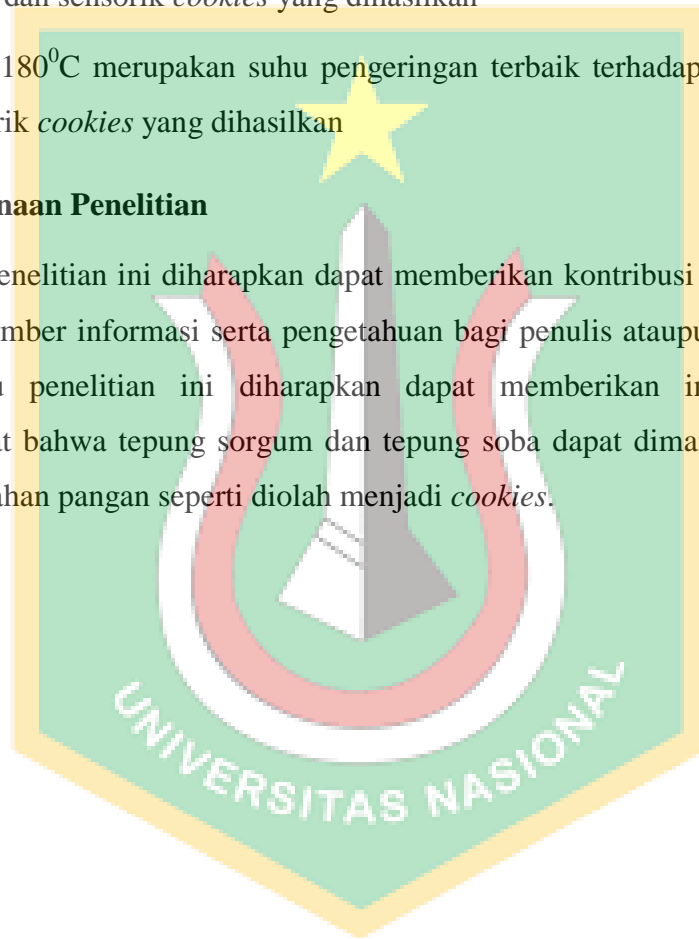 dan sensorik cookies yang dihasilkan
180⁰C merupakan suhu pengeringan terbaik terhadap
rik cookies yang dihasilkan
naan Penelitian
enelitian ini diharapkan dapat memberikan kontribusi
mber informasi serta pengetahuan bagi penulis ataupu
u penelitian ini diharapkan dapat memberikan in
at bahwa tepung sorgum dan tepung soba dapat dima
ahan pangan seperti diolah menjadi cookies.
UNIVERSITAS NASIONAL